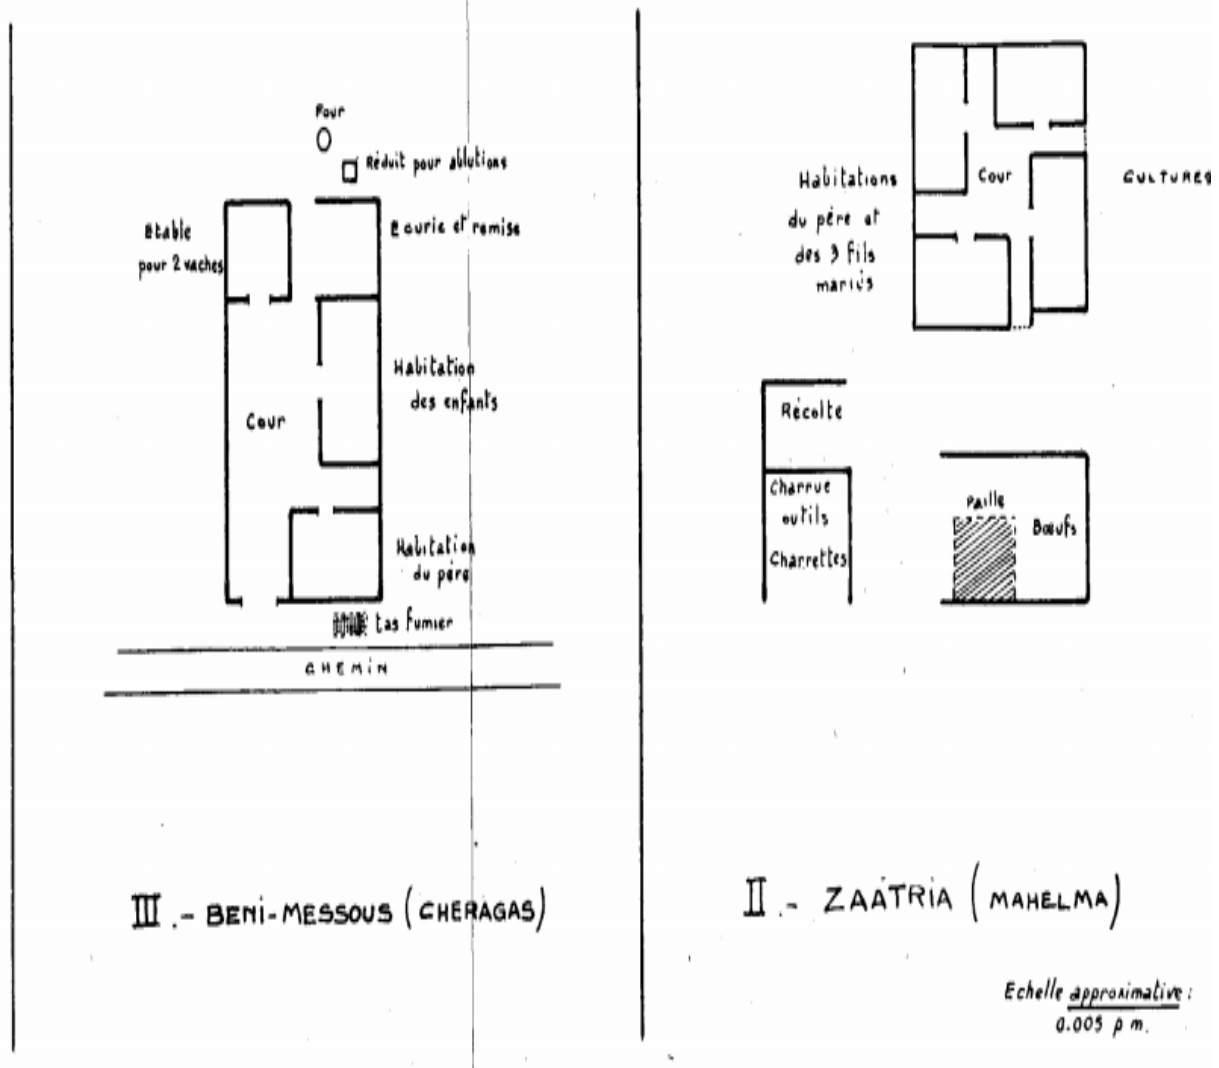 Four
Réduit pour ablutions
Etable
pour 2 vaches
Ecurie et remise
Habitation
des enfants
Cour
Habitation
du père
tas fumier
CHEMIN
III.- BENI-MESSOUS (CHERAGAS)
Habitations
du père et
des 3 fils
mariés
Cour
CULTURES
Récolte
Charrue
outils
Charrettes
Paille
Bœufs
II.- ZAATRIA (MAHELMA)
Echelle approximative :
0.005 p m.